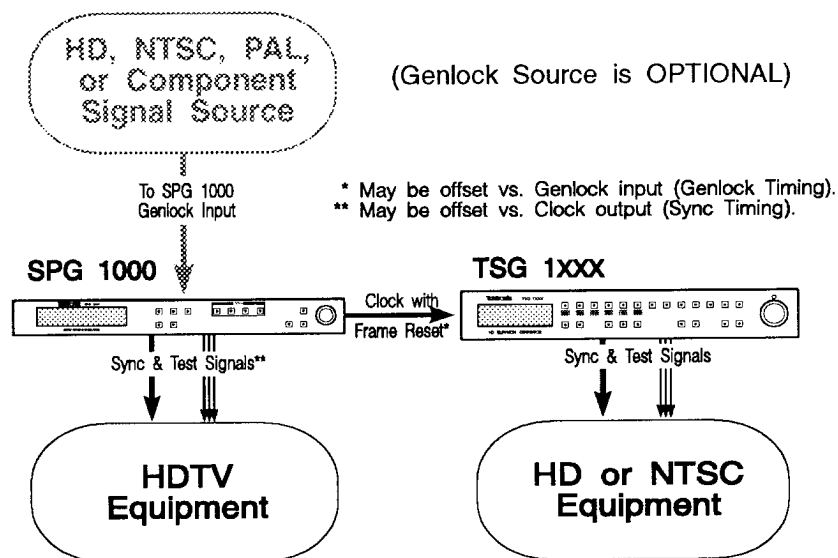 HD, NTSC, PAL,
or Component
Signal Source
(Genlock Source is OPTIONAL)
To SPG 1000
Genlock Input
* May be offset vs. Genlock input (Genlock Timing).
** May be offset vs. Clock output (Sync Timing).
SPG 1000
TSG 1XXX
Clock with
Frame Reset*
Tektronix
Sync & Test Signals**
Sync & Test Signals
HDTV
Equipment
HD or NTSC
Equipment